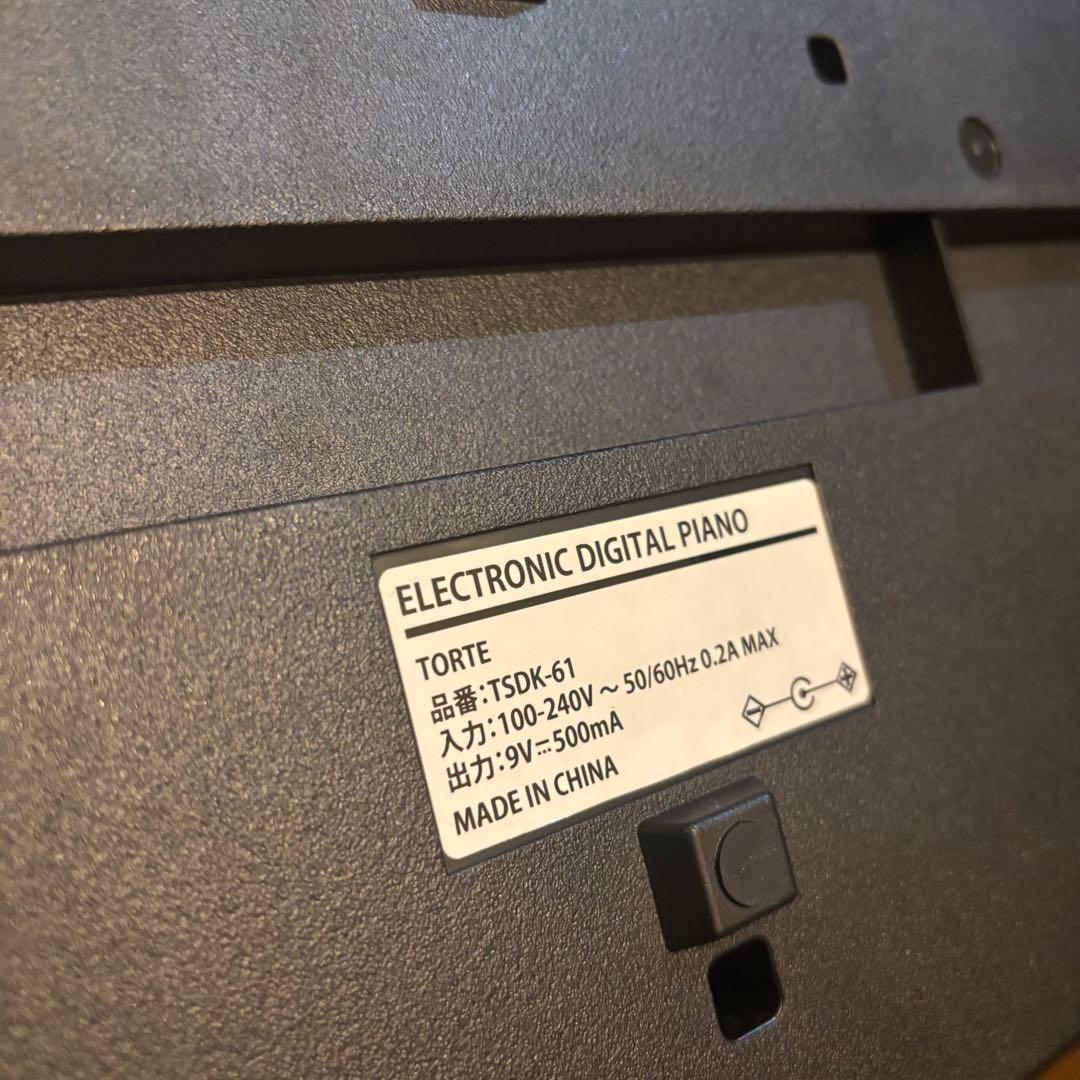 ELECTRONIC DIGITAL PIANO
TORTE
品番:TSDK-61
入力:100-240V ~ 50/60Hz 0.2A MAX
出力:9V⎓500mA
MADE IN CHINA